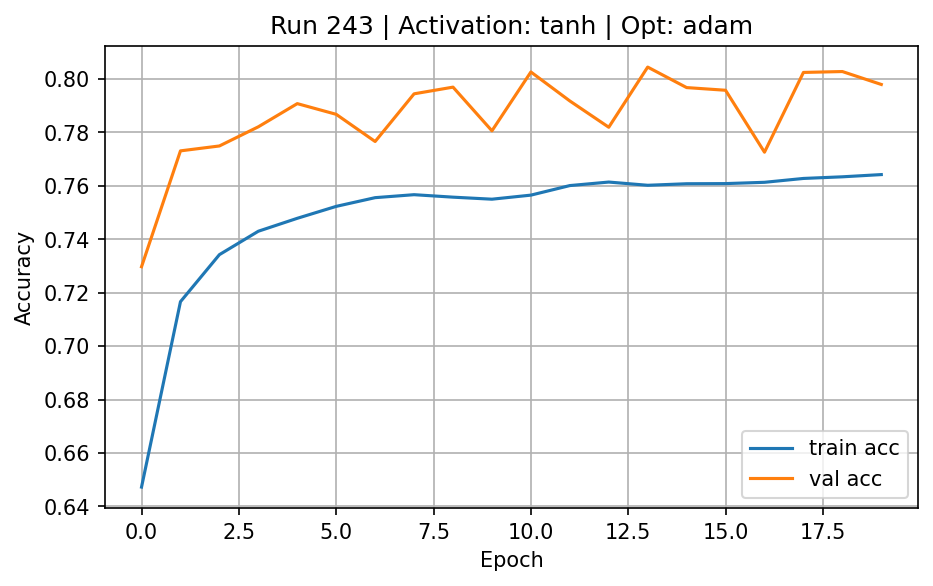 Run 243 | Activation: tanh | Opt: adam
Accuracy
0.80
0.78
0.76
0.74
0.72
0.70
0.68
0.66
0.64
train acc
val acc
0.0 2.5 5.0 7.5 10.0 12.5 15.0 17.5
Epoch